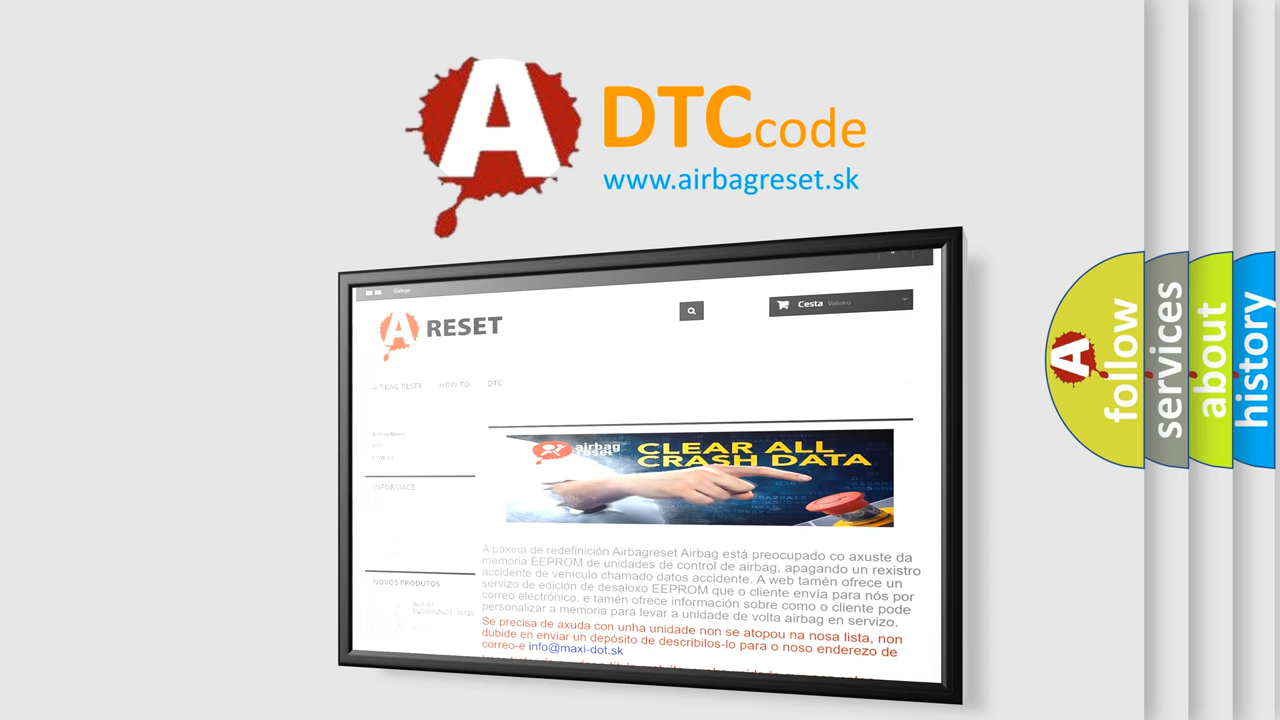 A
DTC code
www.airbagreset.sk
Galego
A RESET
Cesta Valeiro
AIRBAG RESET HOW TO DTC
INFORMACE
NOVOS PRODUTOS
airbag
reset
CLEAR ALL
CRASH DATA
A páxina de redefinición Airbagreset Airbag está preocupado co axuste da
memoria EEPROM de unidades de control de airbag, apagando un rexistro
accidente de vehículo chamado datos accidente. A web tamén ofrece un
servizo de edición de desaloxo EEPROM que o cliente envía para nós por
correo electrónico, e tamén ofrece información sobre como o cliente pode
personalizar a memoria para levar a unidade de volta airbag en servizo.
Se precisa de axuda con unha unidade non se atopou na nosa lista, non
dubide en enviar un depósito de describilos-lo para o noso enderezo de
correo-e info@maxi-dot.sk
A
follow
services
about
history